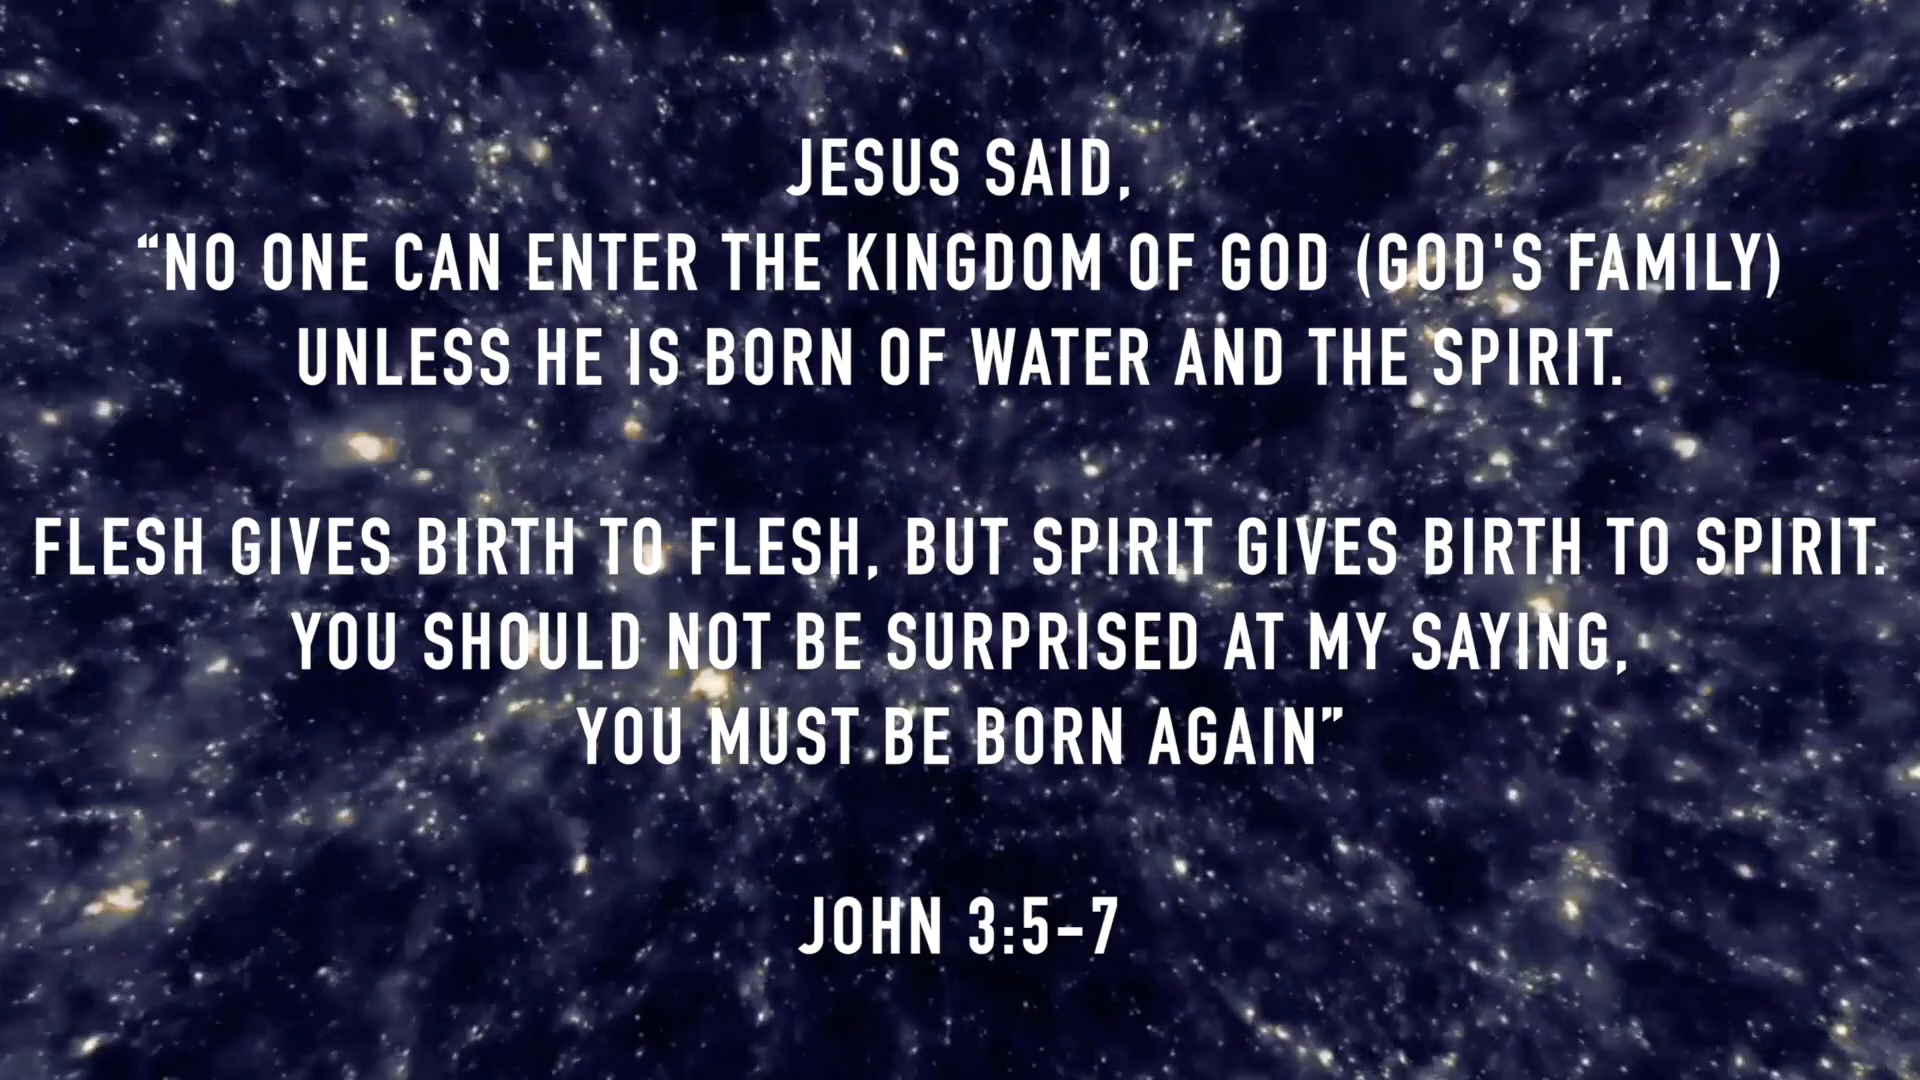 JESUS SAID,
“NO ONE CAN ENTER THE KINGDOM OF GOD (GOD'S FAMILY)
UNLESS HE IS BORN OF WATER AND THE SPIRIT.
FLESH GIVES BIRTH TO FLESH, BUT SPIRIT GIVES BIRTH TO SPIRIT.
YOU SHOULD NOT BE SURPRISED AT MY SAYING,
YOU MUST BE BORN AGAIN”
JOHN 3:5-7